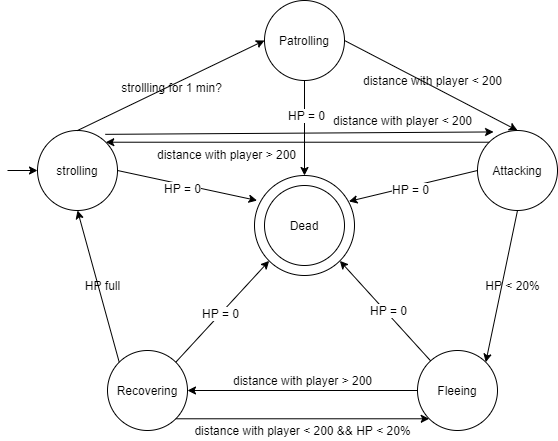 Patrolling
strollling for 1 min?
distance with player < 200
HP = 0
distance with player < 200
distance with player > 200
strolling
Attacking
HP = 0
HP = 0
Dead
HP full
HP < 20%
HP = 0
HP = 0
distance with player > 200
Recovering
Fleeing
distance with player < 200 && HP < 20%